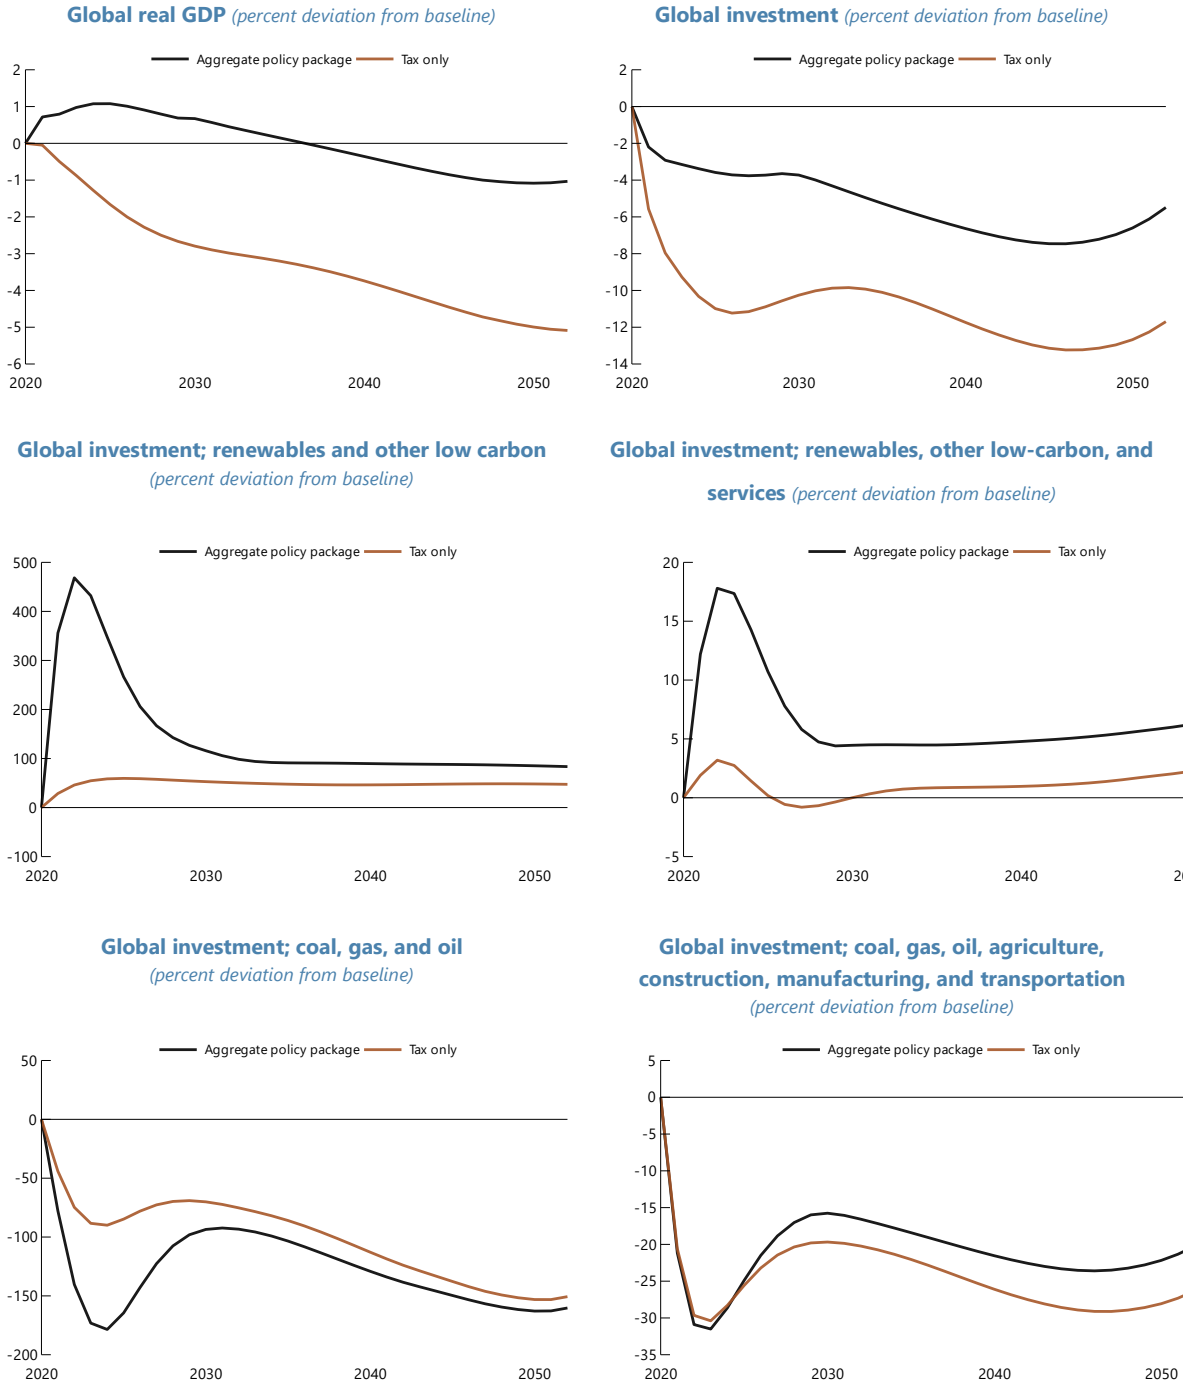 Global real GDP (percent deviation from baseline)
Aggregate policy package Tax only
2
1
0
-1
-2
-3
-4
-5
-6
2020 2030 2040 2050
Global investment (percent deviation from baseline)
Aggregate policy package Tax only
2
0
-2
-4
-6
-8
-10
-12
-14
2020 2030 2040 2050
Global investment; renewables and other low carbon
(percent deviation from baseline)
Aggregate policy package Tax only
500
400
300
200
100
0
-100
2020 2030 2040 2050
Global investment; renewables, other low-carbon, and
services (percent deviation from baseline)
Aggregate policy package Tax only
20
15
10
5
0
-5
2020 2030 2040
Global investment; coal, gas, and oil
(percent deviation from baseline)
Aggregate policy package Tax only
50
0
-50
-100
-150
-200
2020 2030 2040 2050
Global investment; coal, gas, oil, agriculture,
construction, manufacturing, and transportation
(percent deviation from baseline)
Aggregate policy package Tax only
5
0
-5
-10
-15
-20
-25
-30
-35
2020 2030 2040 2050